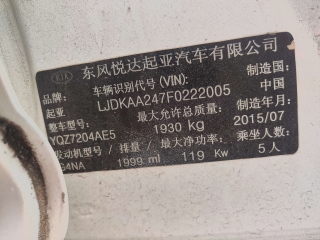 KIA 东风悦达起亚汽车有限公司
品牌: 车辆识别代号(VIN): 制造国:
起亚 LJDKAA247F0222005 中国
整车型号: 最大允许总质量: 制造年月:
YQZ7204AE5 1930 kg 2015/07
发动机型号/排量/最大净功率: 乘坐人数:
G4NA 1999 ml 119 Kw 5人